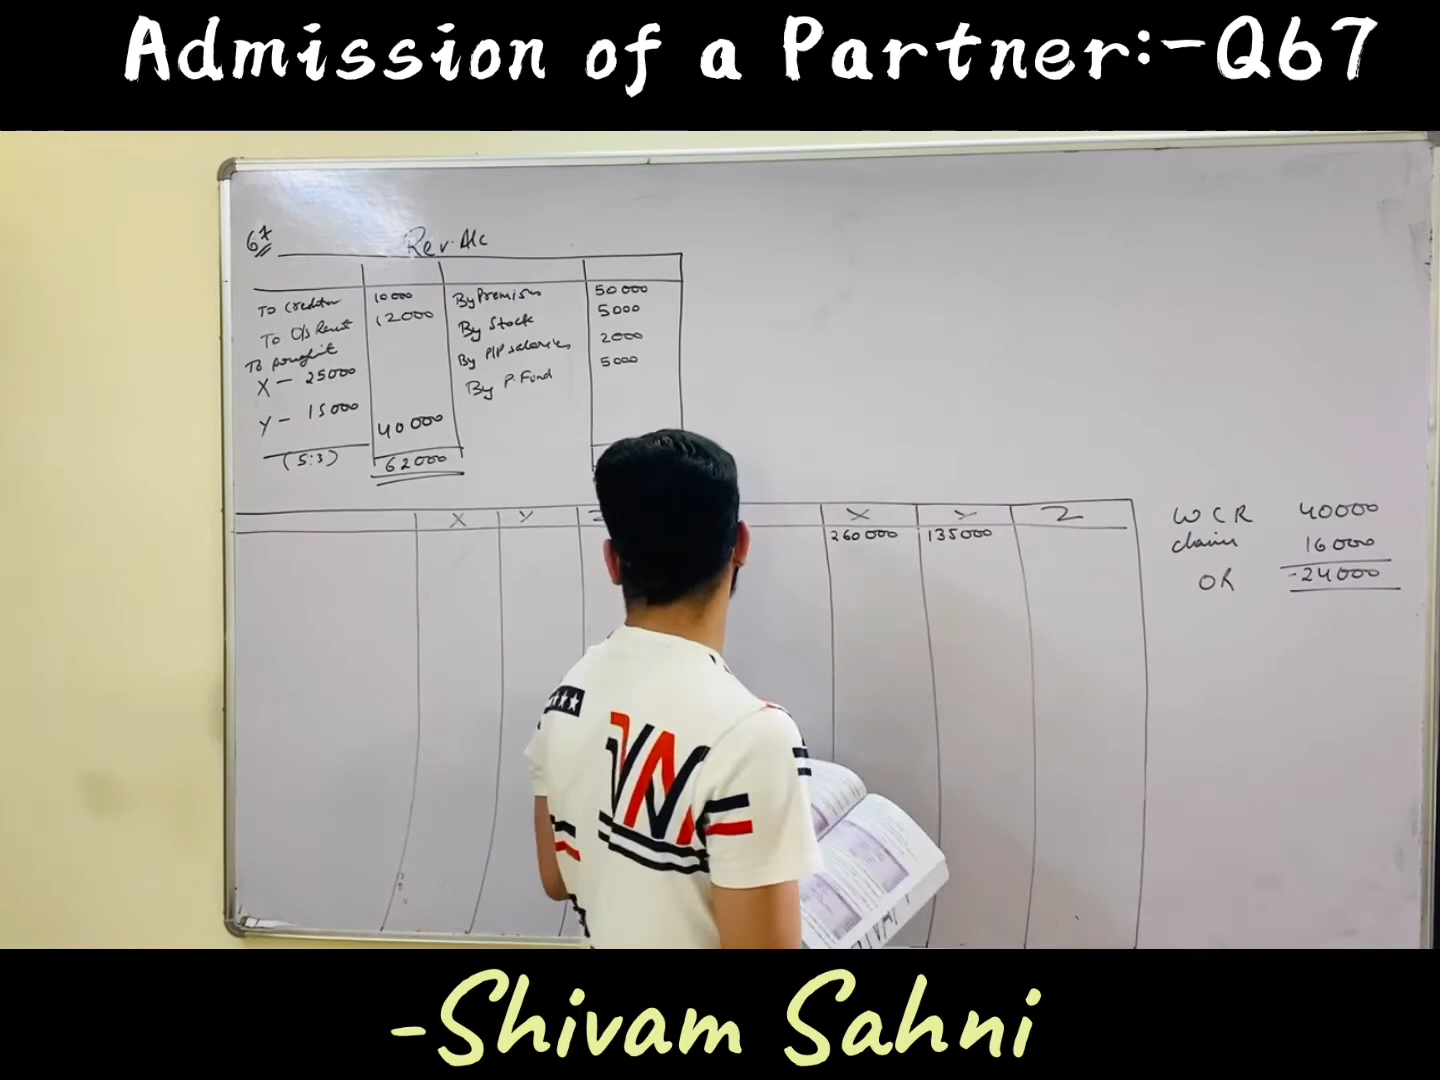 Admission of a Partner:-Q67
67
Rev. A/c
To Creditor 10000 By Premises 50000
To O/s Rent 12000 By Stock 5000
To profit By P/P salaries 2000
X - 25000 By P. Fund 5000
Y - 15000 40000
(5:3) 62000
X Y X Y Z
260000 135000
WCR 40000
claim 16000
OR -24000
-Shivam Sahni